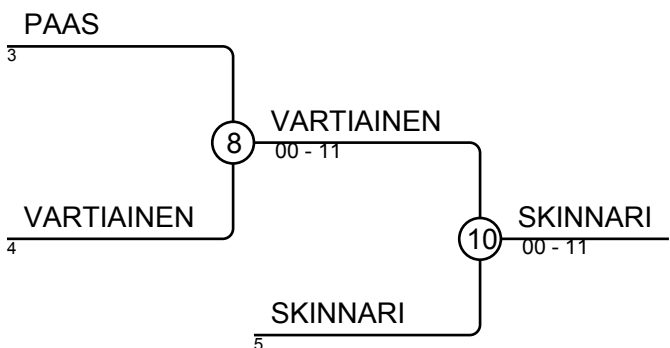 PAAS
3
8
VARTIAINEN
00 - 11
VARTIAINEN
4
10
SKINNARI
00 - 11
SKINNARI
5